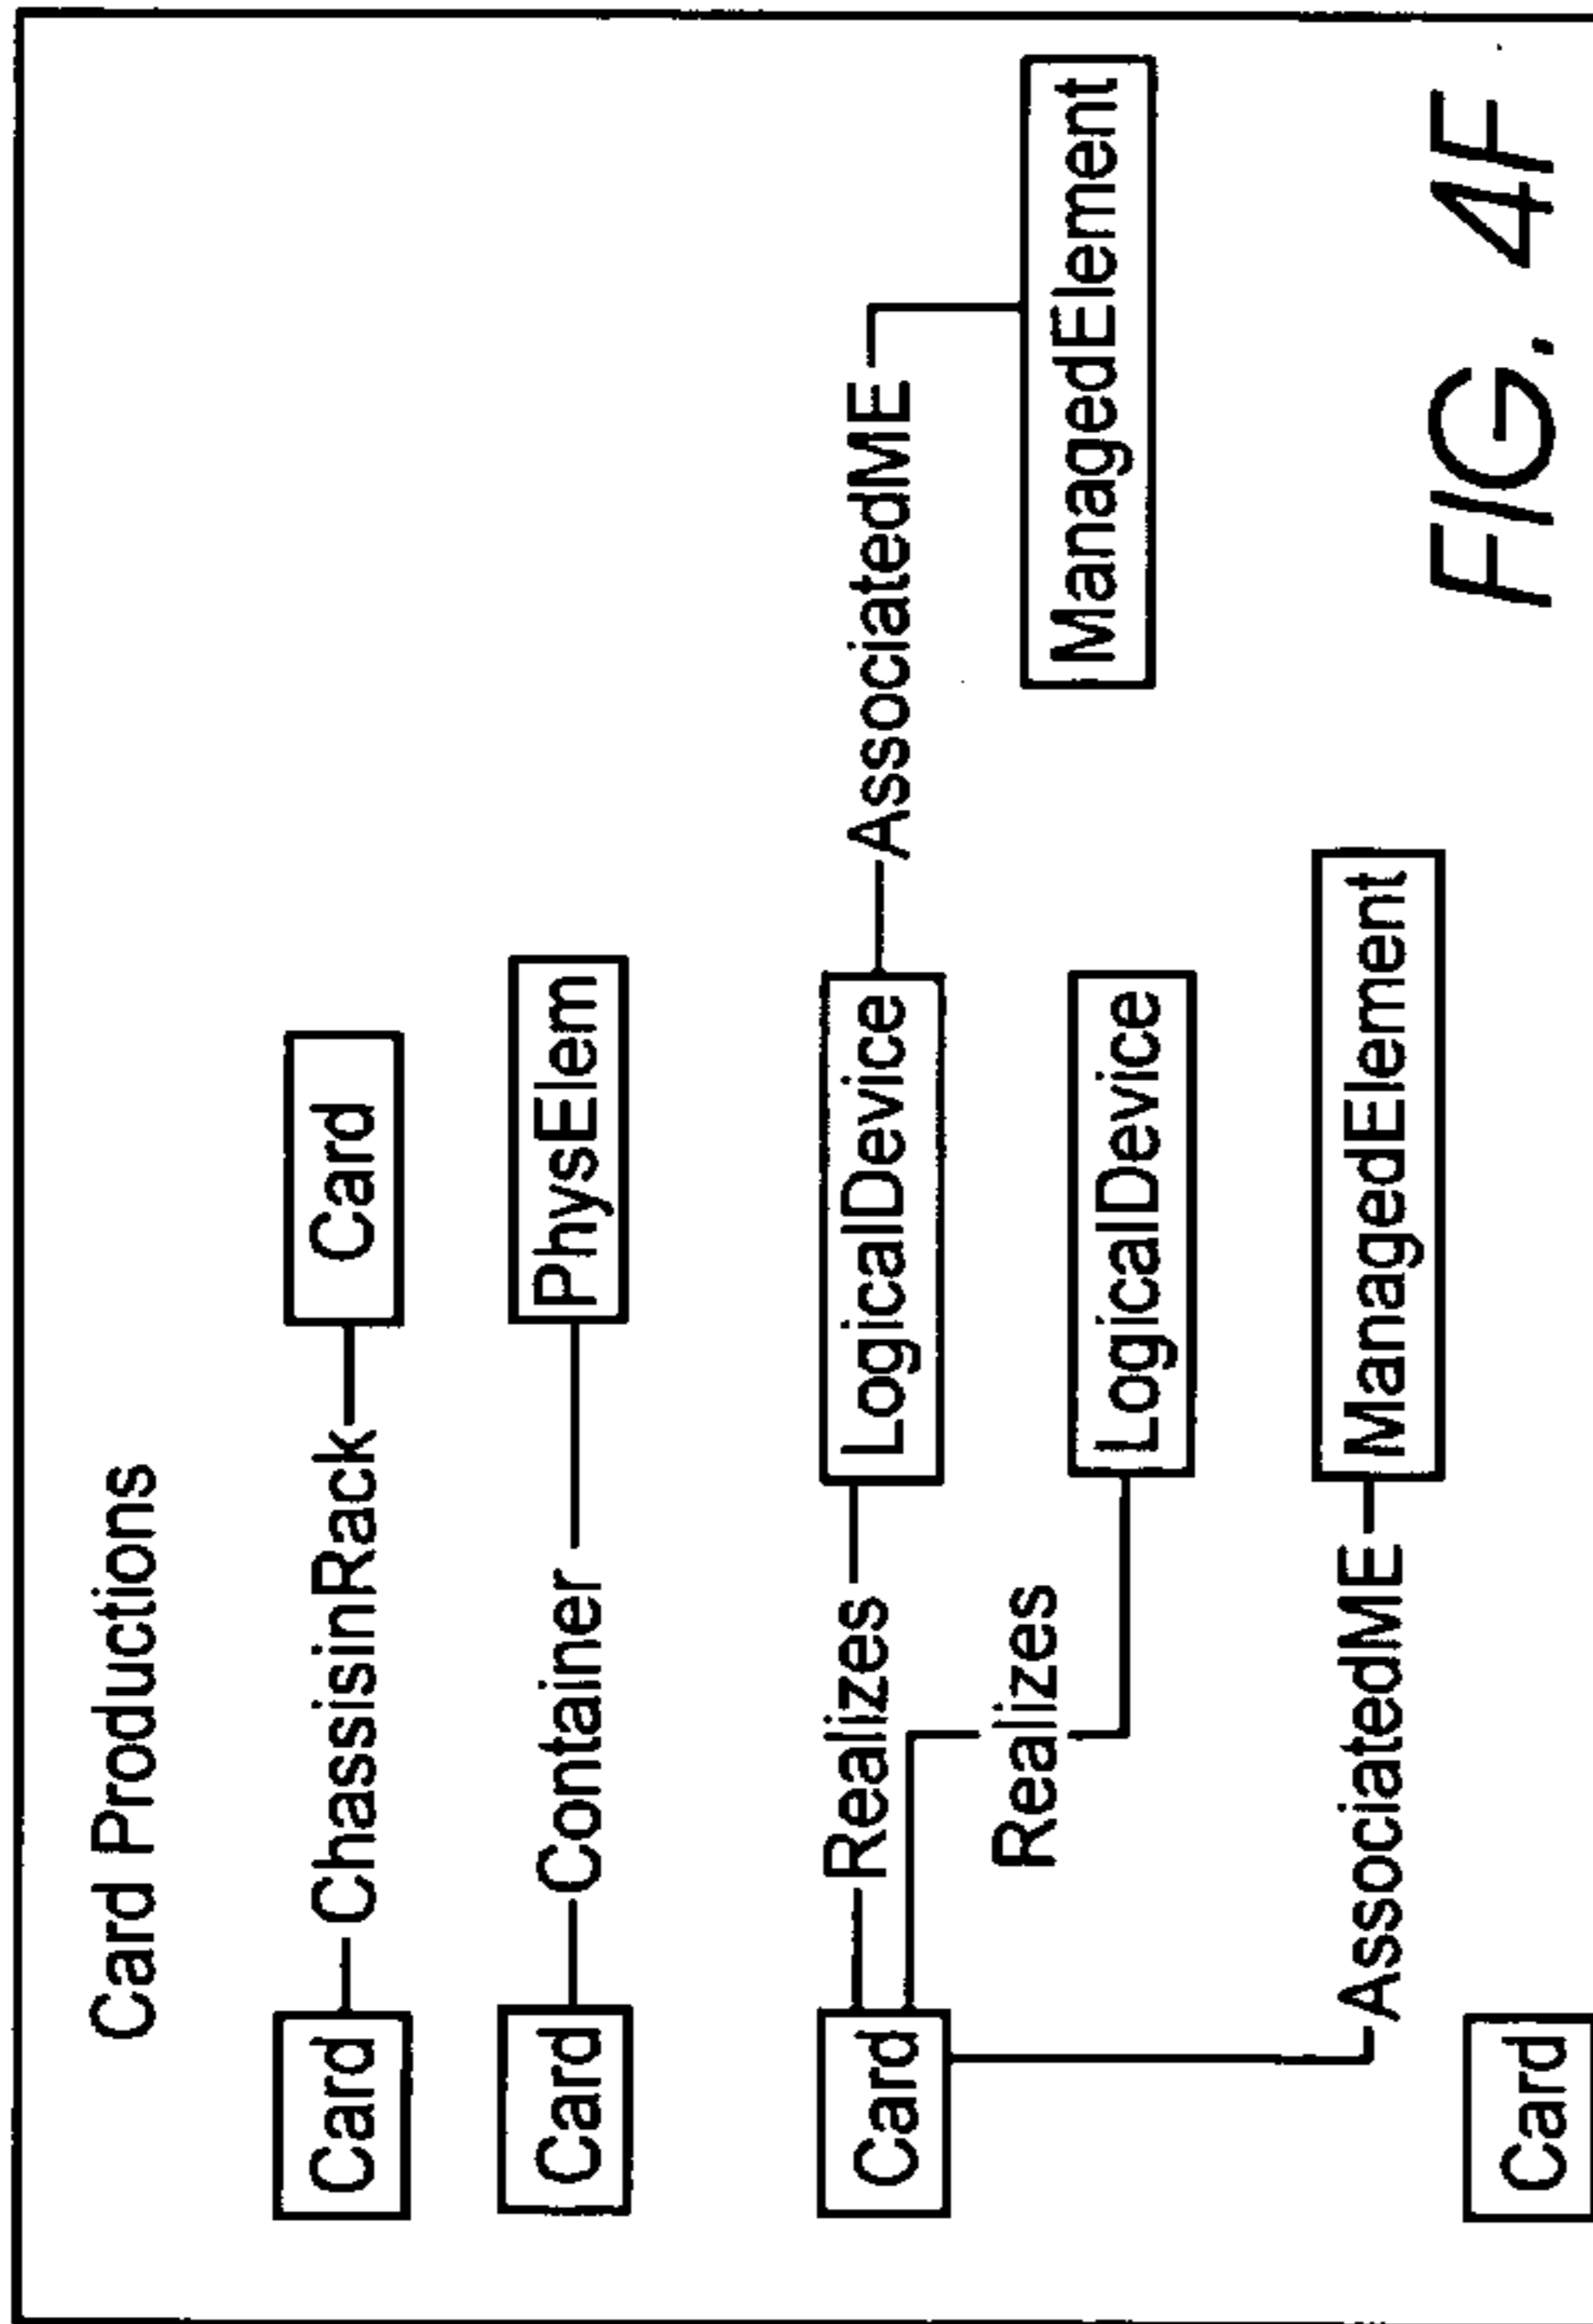 Card Productions
Card ChassisinRack Card
Card Container PhysElem
Card Realizes LogicalDevice AssociatedME
Realizes LogicalDevice ManagedElement
AssociatedME ManagedElement
Card
FIG. 4F